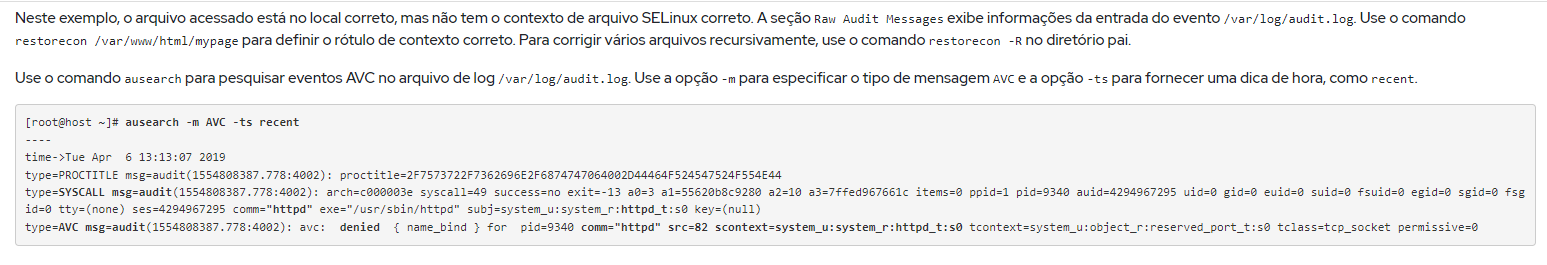 Neste exemplo, o arquivo acessado está no local correto, mas não tem o contexto de arquivo SELinux correto. A seção Raw Audit Messages exibe informações da entrada do evento /var/log/audit.log. Use o comando
restorecon /var/www/html/mypage para definir o rótulo de contexto correto. Para corrigir vários arquivos recursivamente, use o comando restorecon -R no diretório pai.
Use o comando ausearch para pesquisar eventos AVC no arquivo de log /var/log/audit.log. Use a opção -m para especificar o tipo de mensagem AVC e a opção -ts para fornecer uma dica de hora, como recent.
[root@host ~]# ausearch -m AVC -ts recent
----
time->Tue Apr  6 13:13:07 2019
type=PROCTITLE msg=audit(1554808387.778:4002): proctitle=2F7573722F7362696E2F6874747064002D44464F524547524F554E44
type=SYSCALL msg=audit(1554808387.778:4002): arch=c000003e syscall=49 success=no exit=-13 a0=3 a1=55620b8c9280 a2=10 a3=7ffed967661c items=0 ppid=1 pid=9340 auid=4294967295 uid=0 gid=0 euid=0 suid=0 fsuid=0 egid=0 sgid=0 fsg
id=0 tty=(none) ses=4294967295 comm="httpd" exe="/usr/sbin/httpd" subj=system_u:system_r:httpd_t:s0 key=(null)
type=AVC msg=audit(1554808387.778:4002): avc:  denied  { name_bind } for  pid=9340 comm="httpd" src=82 scontext=system_u:system_r:httpd_t:s0 tcontext=system_u:object_r:reserved_port_t:s0 tclass=tcp_socket permissive=0